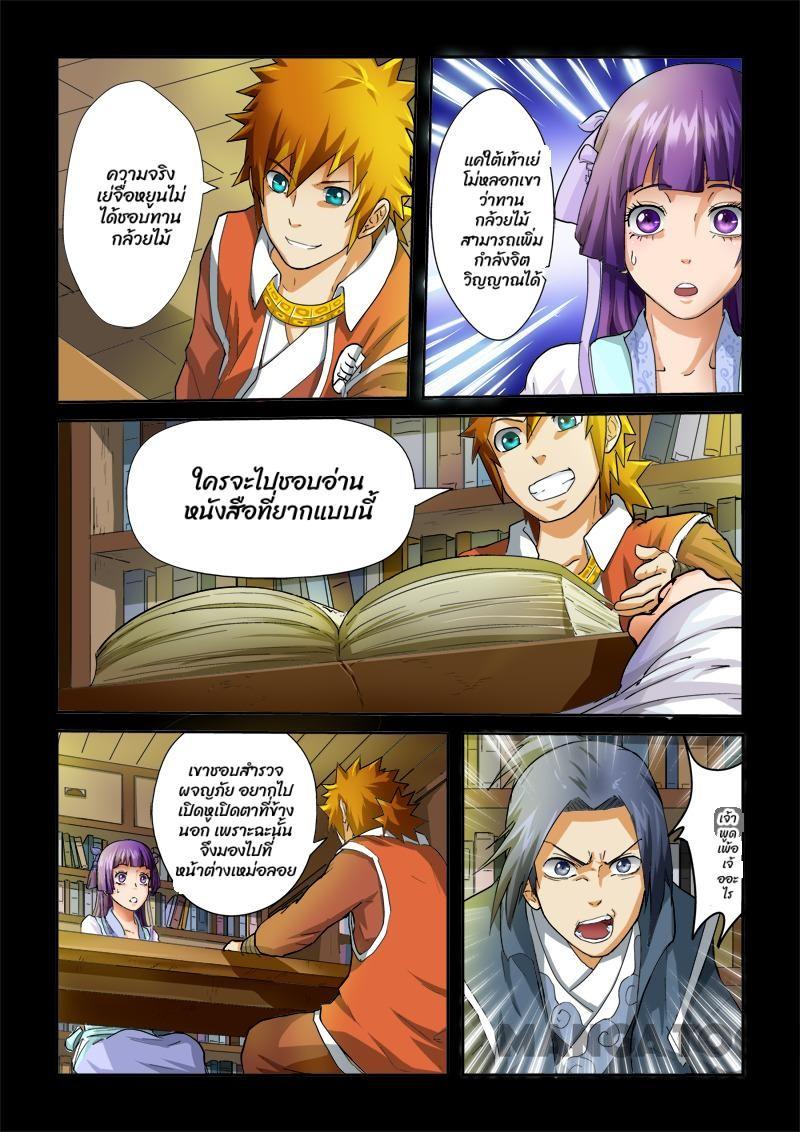 ความจริง
เย่จื่อหยูนไม่
ได้ชอบทาน
กล้วยไม้
แค่ใต้เท้าเย่
โม่หลอกเขา
ว่าทาน
กล้วยไม้
สามารถเพิ่ม
กำลังจิต
วิญญาณได้
ใครจะไปชอบอ่าน
หนังสือที่ยากแบบนี้
เขาชอบสำรวจ
ผจญภัย อยากไป
เปิดหูเปิดตาที่ข้าง
นอก เพราะฉะนั้น
จึงมองไปที่
หน้าต่างเหม่อลอย
เจ้า
พูด
เพ้อ
เจ้
ออะ
ไร